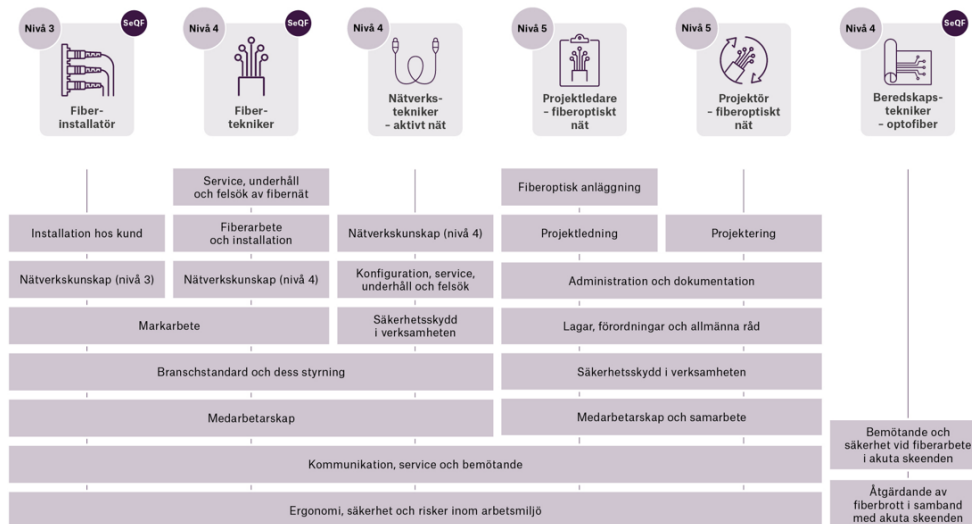 Nivå 3
SeQF
Fiber-
installatör
Nivå 4
SeQF
Fiber-
tekniker
Nivå 4
Nätverks-
tekniker
– aktivt nät
Nivå 5
Projektledare
– fiberoptiskt
nät
Nivå 5
Projektör
– fiberoptiskt
nät
Nivå 4
SeQF
Beredskaps-
tekniker
– optofiber
Service, underhåll
och felsök av fibernät
Fiberoptisk anläggning
Installation hos kund
Fiberarbete
och installation
Nätverkskunskap (nivå 4)
Projektledning
Projektering
Nätverkskunskap (nivå 3)
Nätverkskunskap (nivå 4)
Konfiguration, service,
underhåll och felsök
Administration och dokumentation
Markarbete
Säkerhetsskydd
i verksamheten
Lagar, förordningar och allmänna råd
Branschstandard och dess styrning
Säkerhetsskydd i verksamheten
Medarbetarskap
Medarbetarskap och samarbete
Bemötande och
säkerhet vid fiberarbete
i akuta skeenden
Kommunikation, service och bemötande
Åtgärdande av
fiberbrott i samband
med akuta skeenden
Ergonomi, säkerhet och risker inom arbetsmiljö